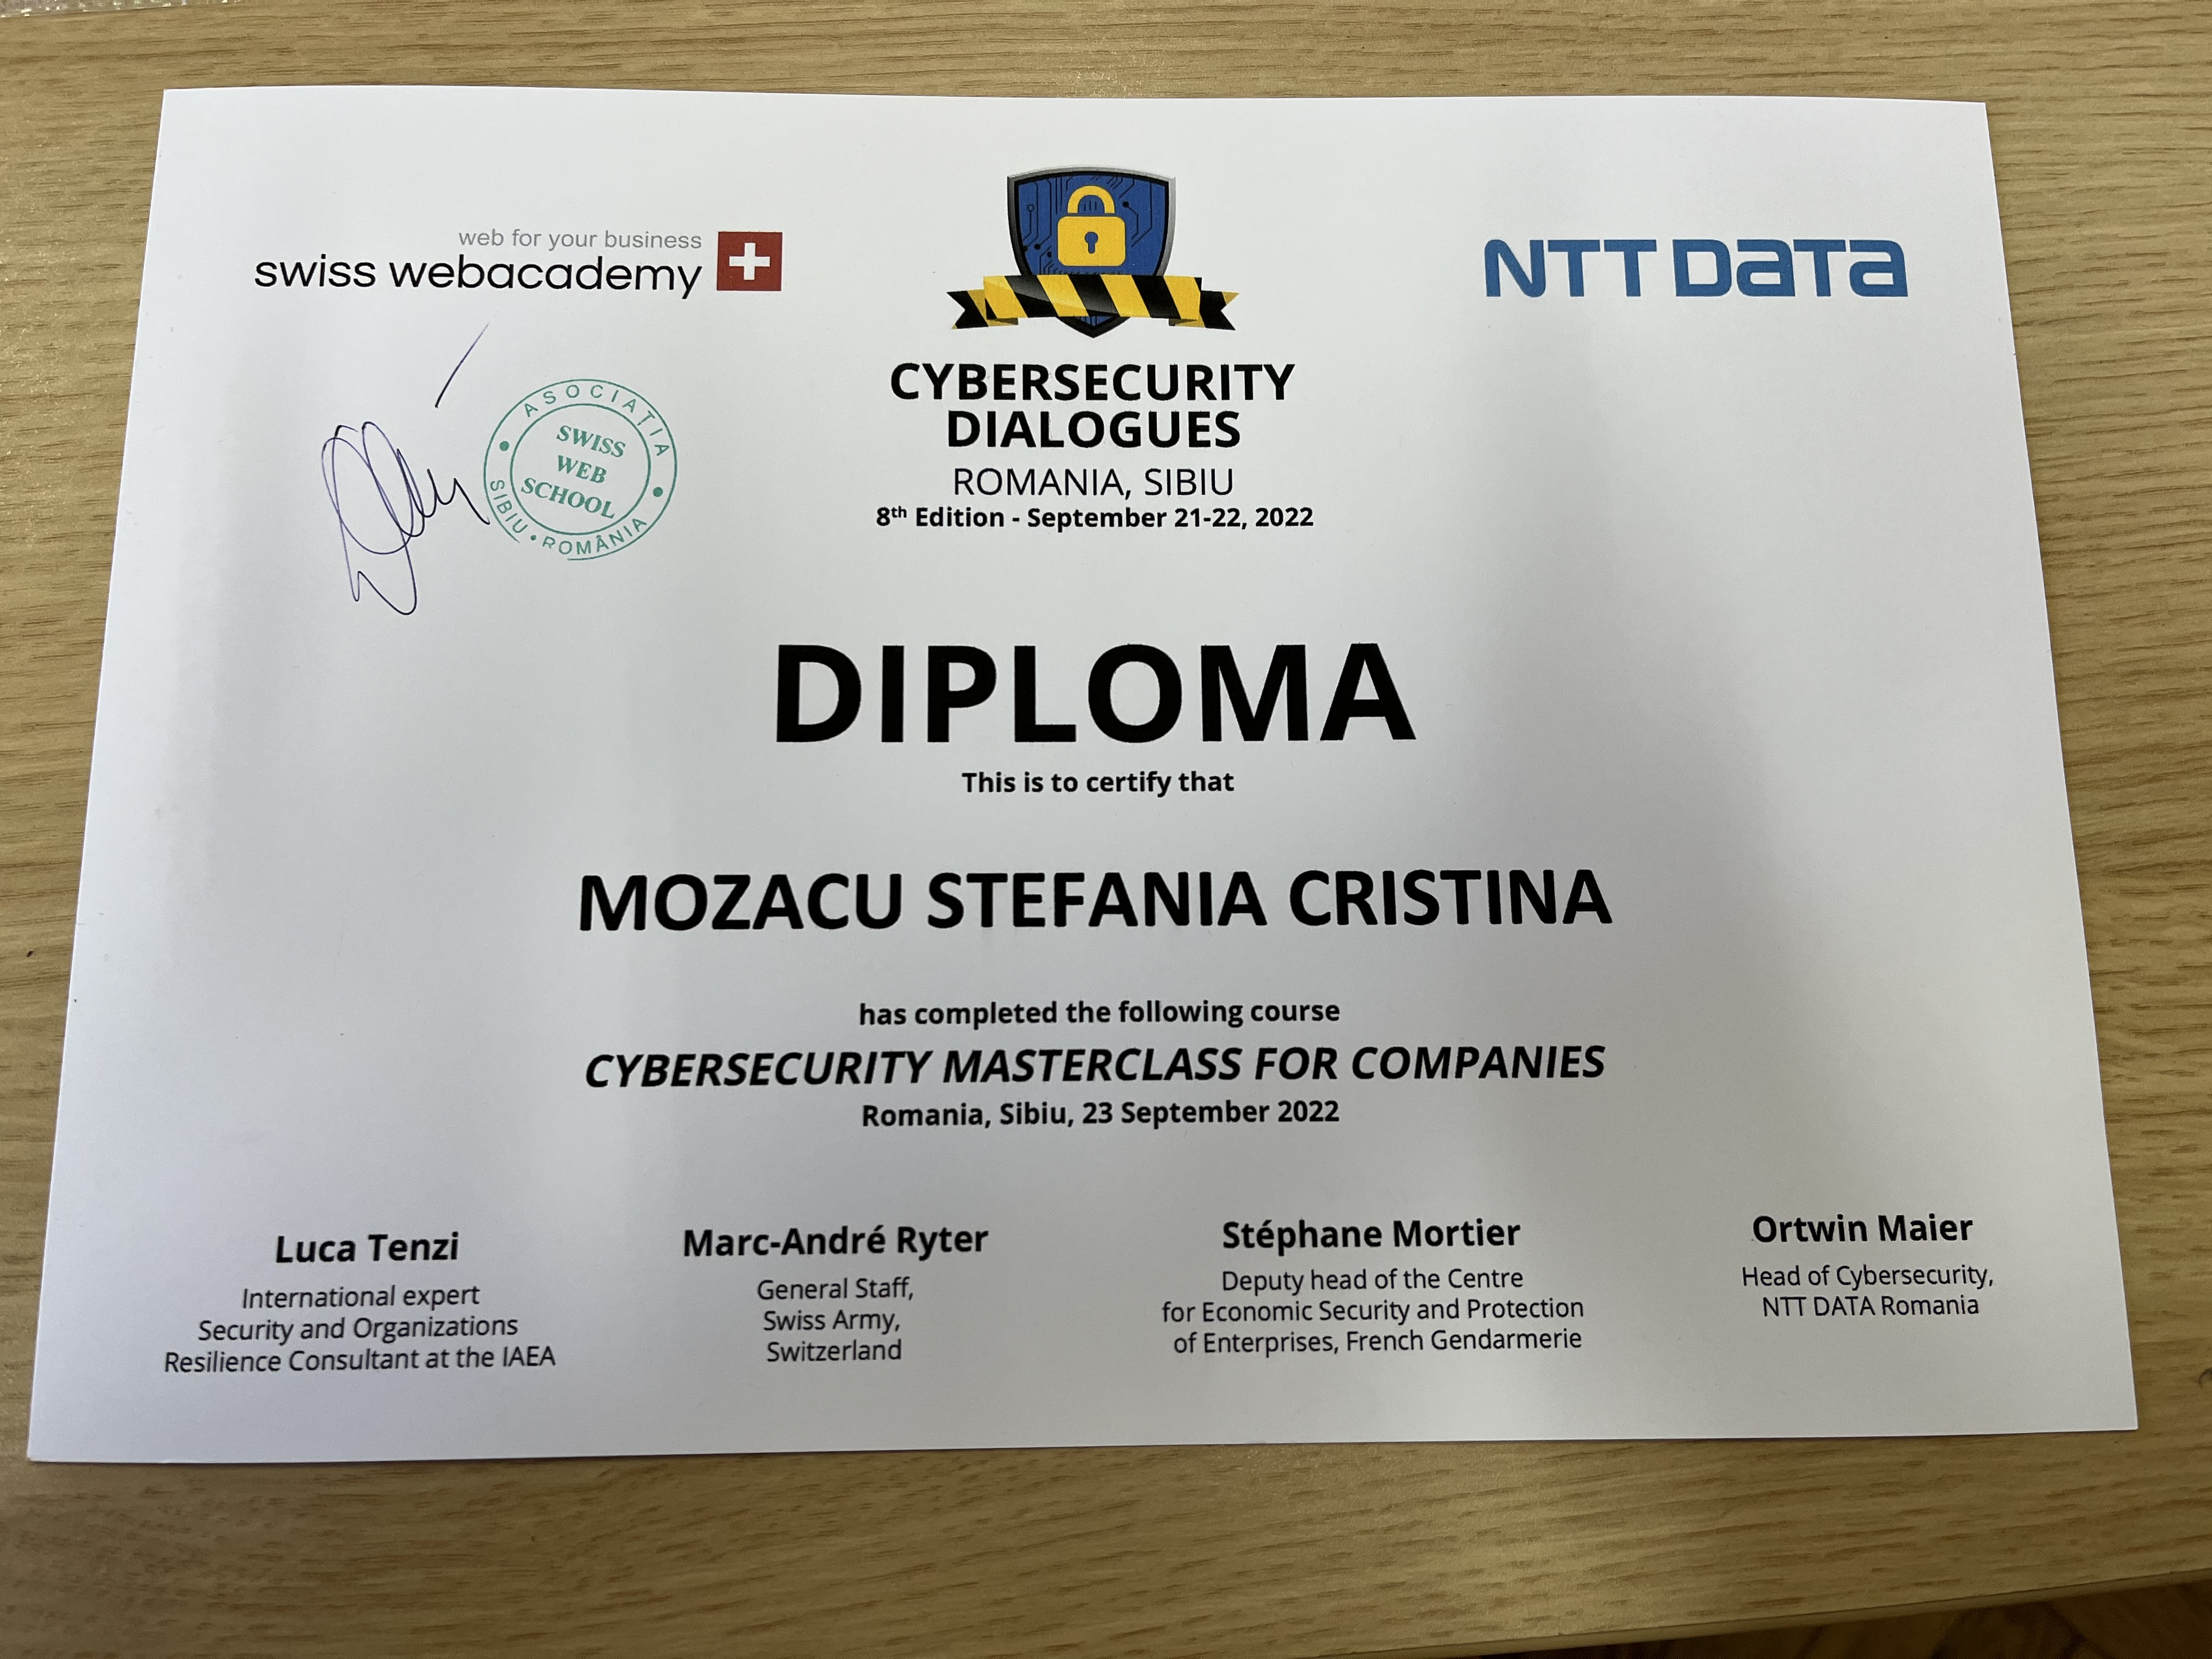 web for your business
swiss webacademy
NTT DATA
CYBERSECURITY
DIALOGUES
ROMANIA, SIBIU
8th Edition - September 21-22, 2022
ASOCIAȚIA
SWISS
WEB
SCHOOL
SIBIU • ROMÂNIA
DIPLOMA
This is to certify that
MOZACU STEFANIA CRISTINA
has completed the following course
CYBERSECURITY MASTERCLASS FOR COMPANIES
Romania, Sibiu, 23 September 2022
Luca Tenzi
International expert
Security and Organizations
Resilience Consultant at the IAEA
Marc-André Ryter
General Staff,
Swiss Army,
Switzerland
Stéphane Mortier
Deputy head of the Centre
for Economic Security and Protection
of Enterprises, French Gendarmerie
Ortwin Maier
Head of Cybersecurity,
NTT DATA Romania